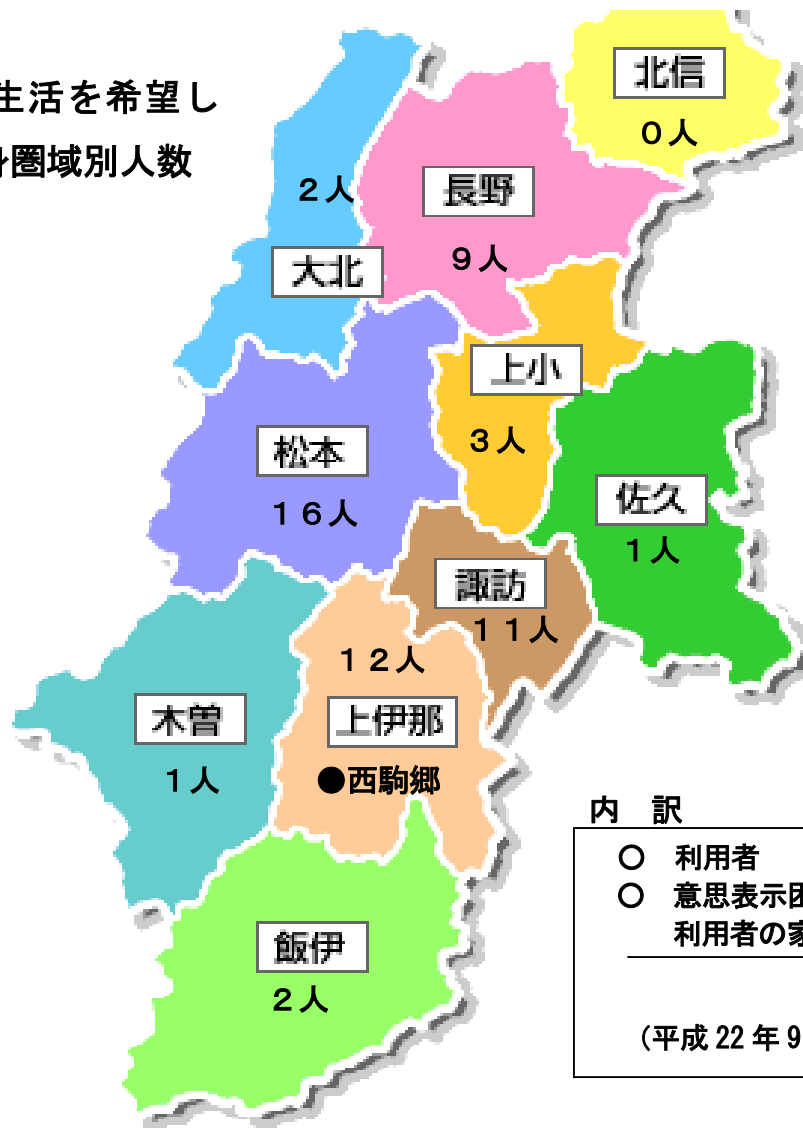 生活を希望し
圏域別人数
北信
０人
２人
長野
９人
大北
上小
３人
松本
１６人
佐久
１人
諏訪
１１人
１２人
木曽
上伊那
１人
●西駒郷
飯伊
２人
内 訳
○ 利用者
○ 意思表示困
利用者の家
（平成 22 年 9